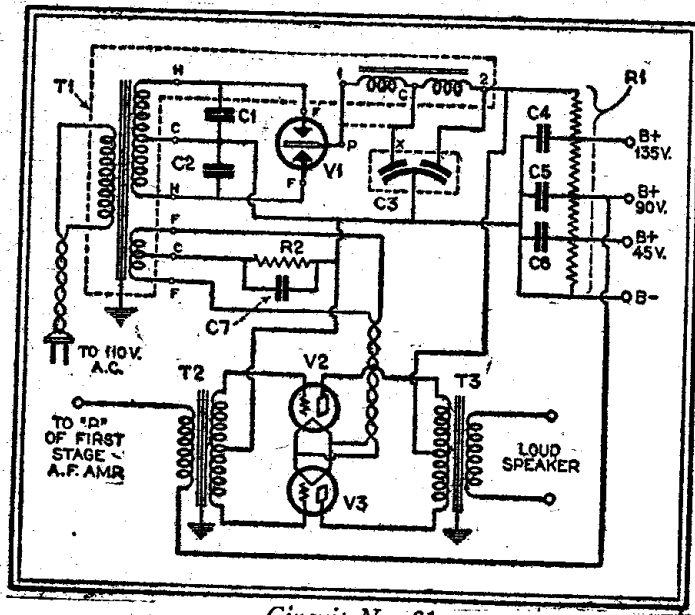 T1
H
C
H
F
C
F
C1
C2
F
V1
P
F
1
C
2
X
C3
R1
C4
B+
135V.
C5
B+
90V.
C6
B+
45V.
B-
R2
C7
TO 110V.
A.C.
T2
V2
T3
V3
TO "P"
OF FIRST
STAGE
A.F. AMR
LOUD
SPEAKER